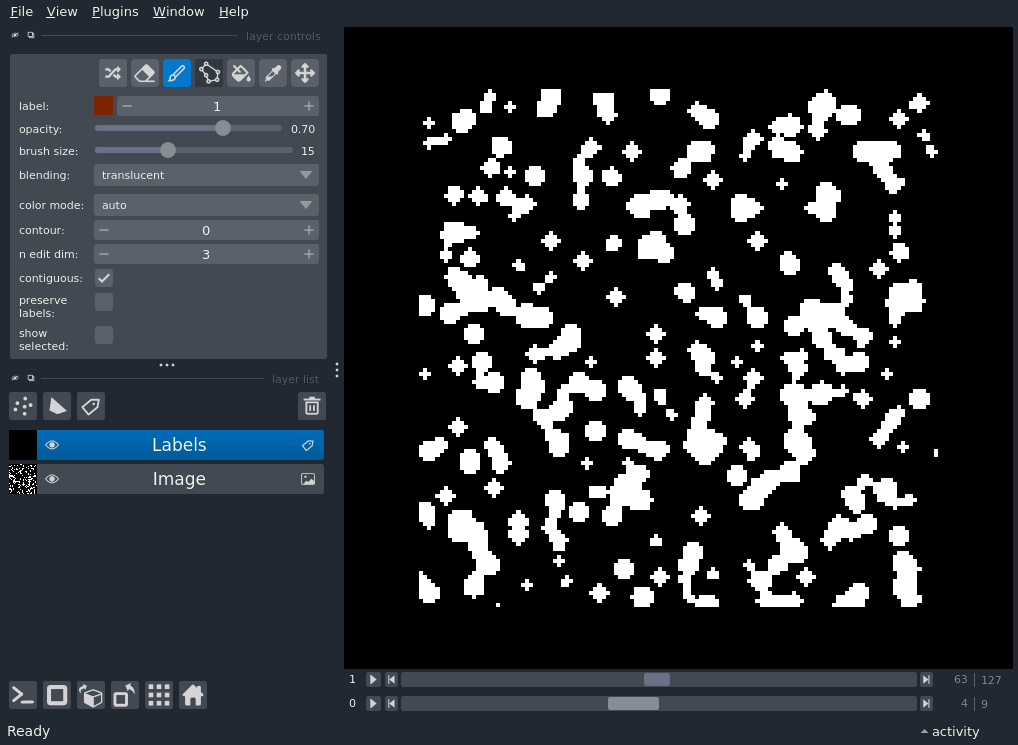 File View Plugins Window Help
layer controls
label: 1
opacity: 0.70
brush size: 15
blending: translucent
color mode: auto
contour: 0
n edit dim: 3
contiguous:
preserve
labels:
show
selected:
layer list
Labels
Image
1 63 127
0 4 9
Ready activity